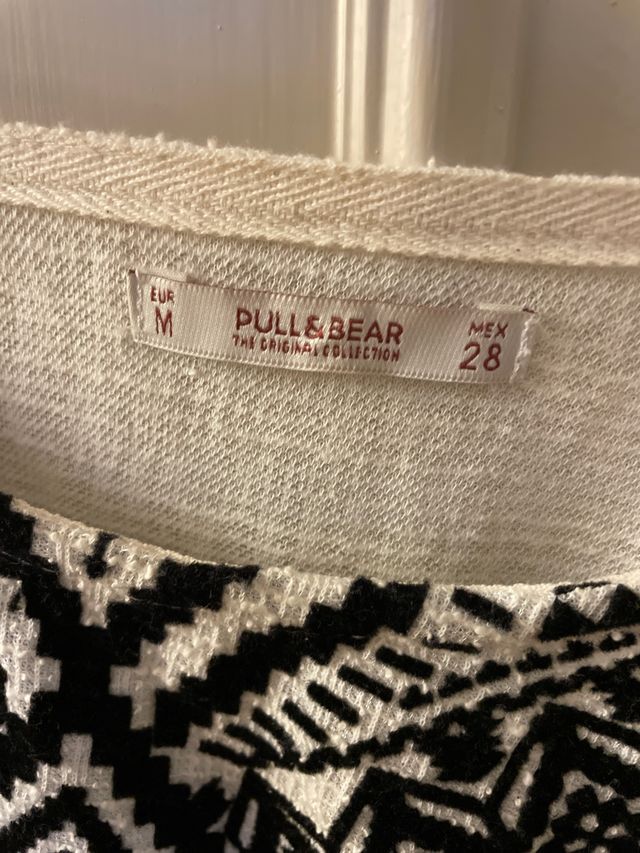 EUR
M
PULL&BEAR
THE ORIGINAL COLLECTION
MEX
28